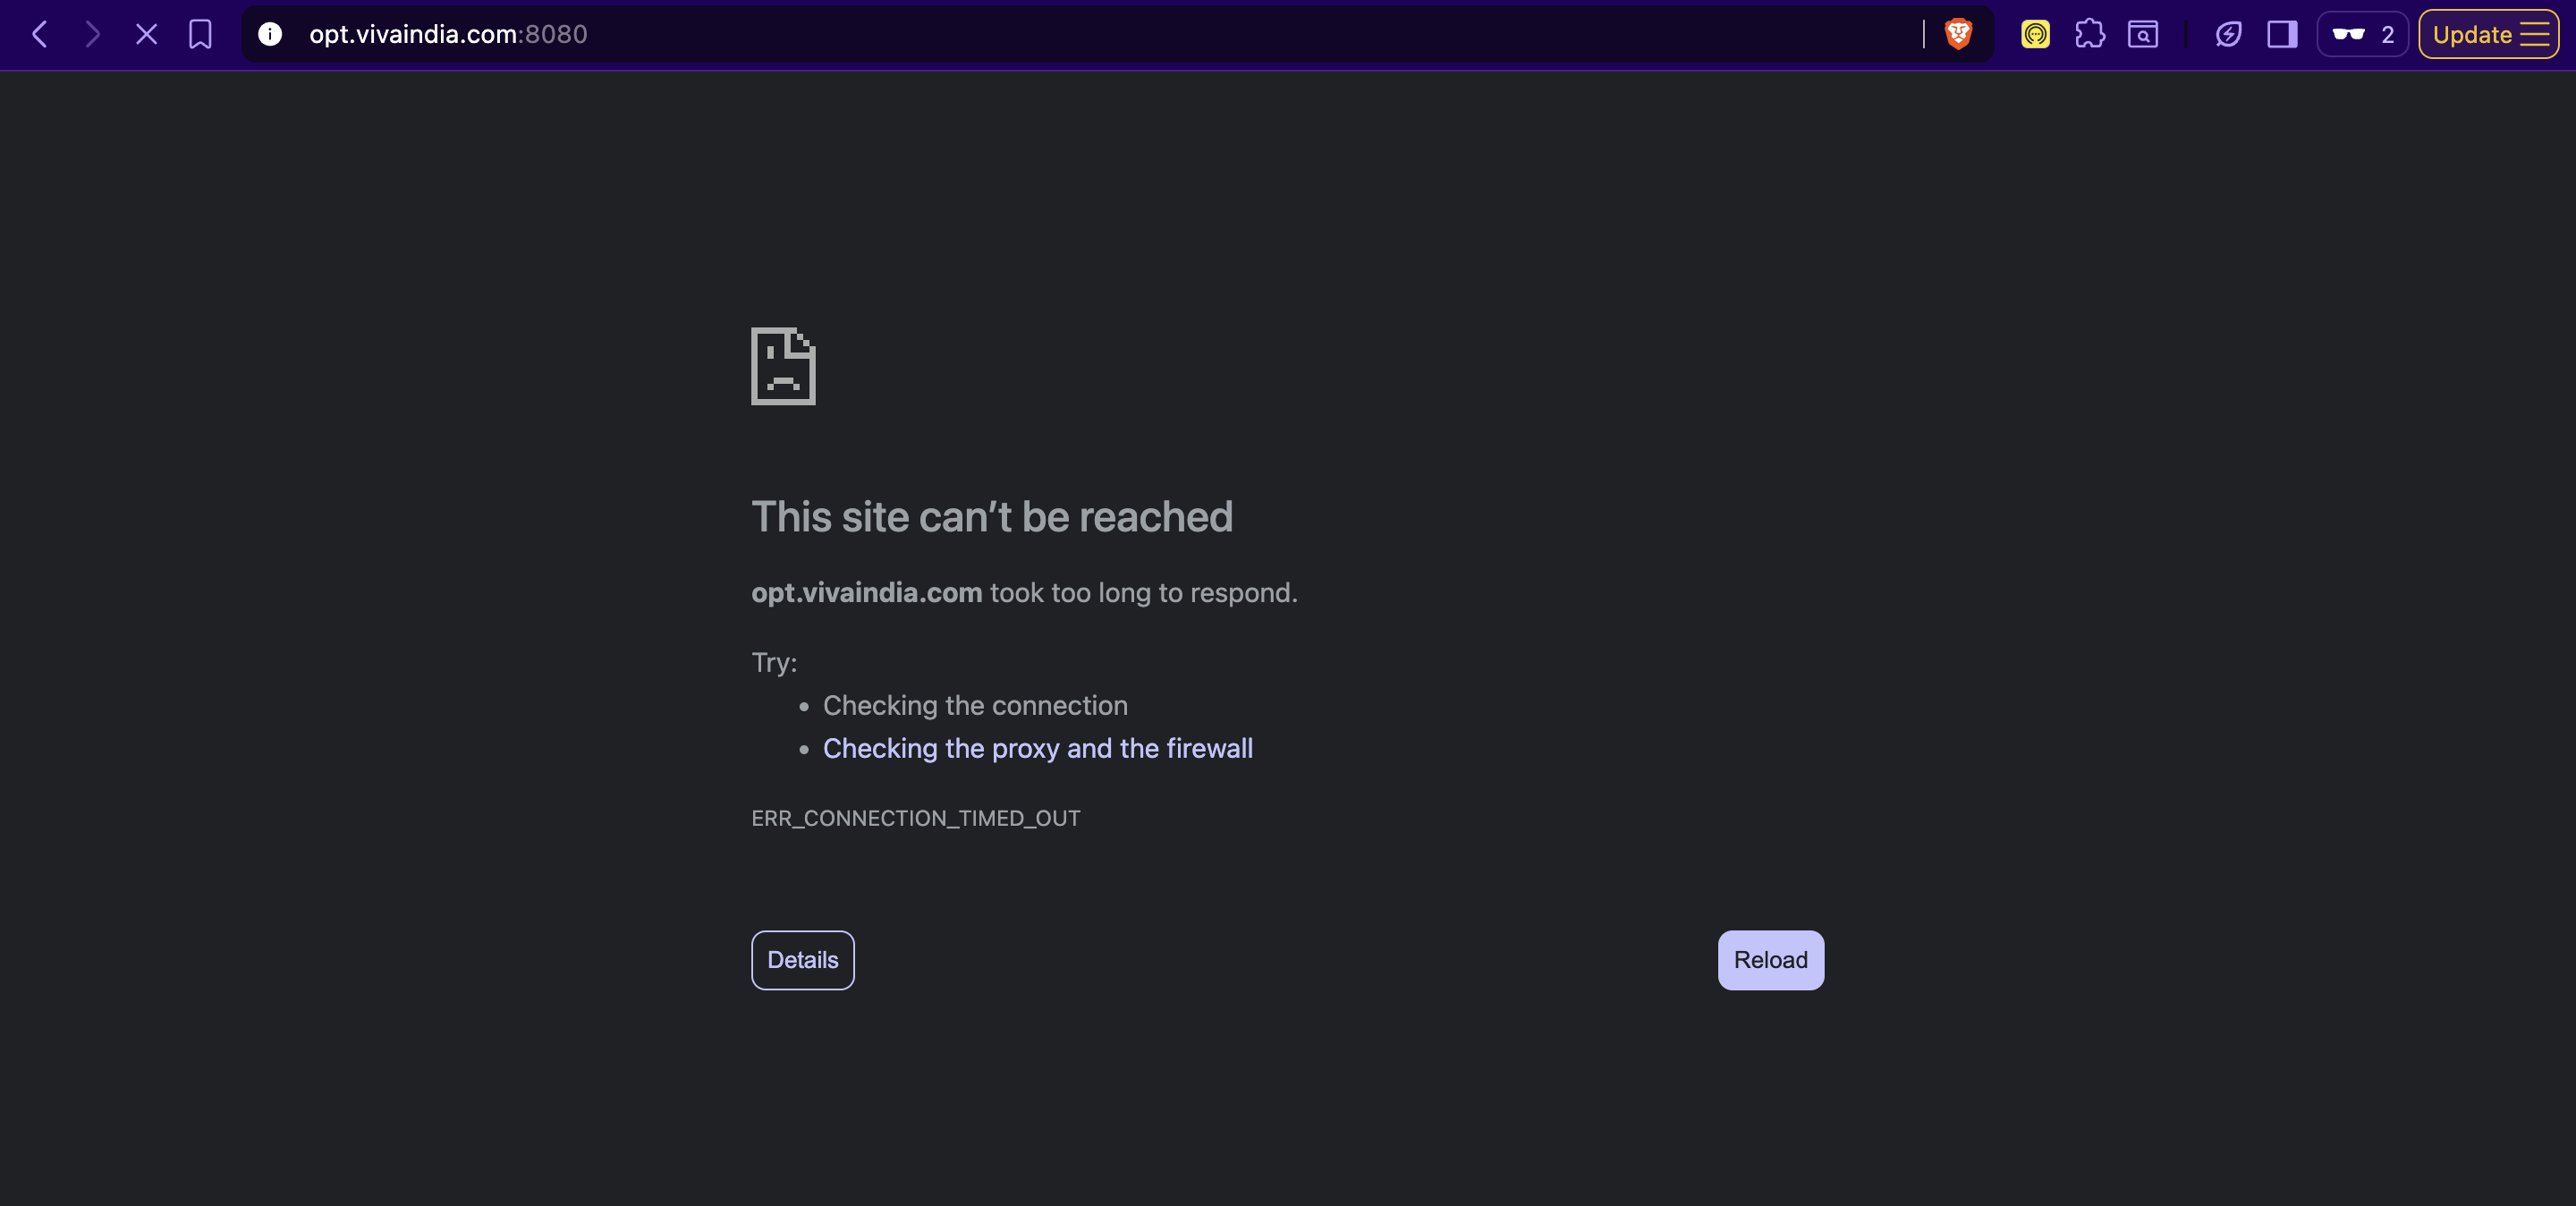 opt.vivaindia.com:8080
2
Update
This site can’t be reached
opt.vivaindia.com took too long to respond.
Try:
• Checking the connection
• Checking the proxy and the firewall
ERR_CONNECTION_TIMED_OUT
Details
Reload